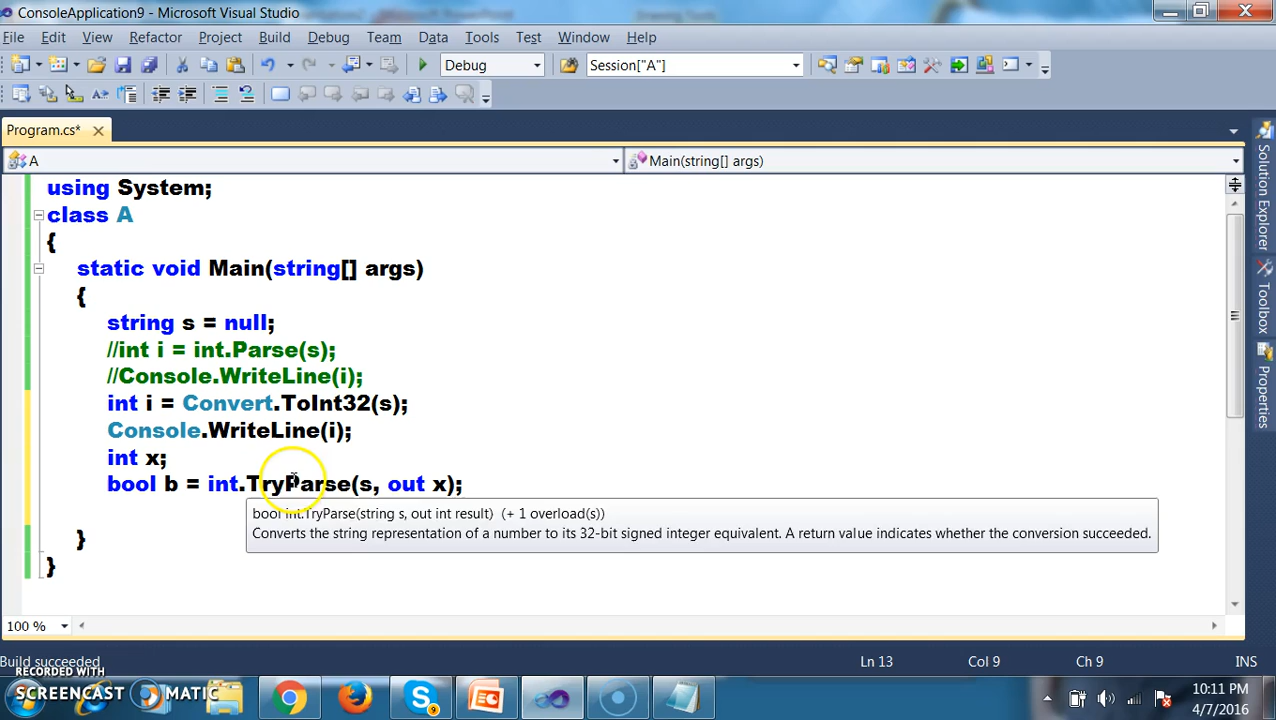 ConsoleApplication9 - Microsoft Visual Studio
File Edit View Refactor Project Build Debug Team Data Tools Test Window Help
Debug Session["A"]
Program.cs* ×
A Main(string[] args)
using System;
class A
{
static void Main(string[] args)
{
string s = null;
//int i = int.Parse(s);
//Console.WriteLine(i);
int i = Convert.ToInt32(s);
Console.WriteLine(i);
int x;
bool b = int.TryParse(s, out x);
bool int.TryParse(string s, out int result) (+ 1 overload(s))
Converts the string representation of a number to its 32-bit signed integer equivalent. A return value indicates whether the conversion succeeded.
}
}
Solution Explorer
Toolbox
Properties
100 %
Build succeeded Ln 13 Col 9 Ch 9 INS
RECORDED WITH
SCREENCAST MATIC
9
10:11 PM
4/7/2016